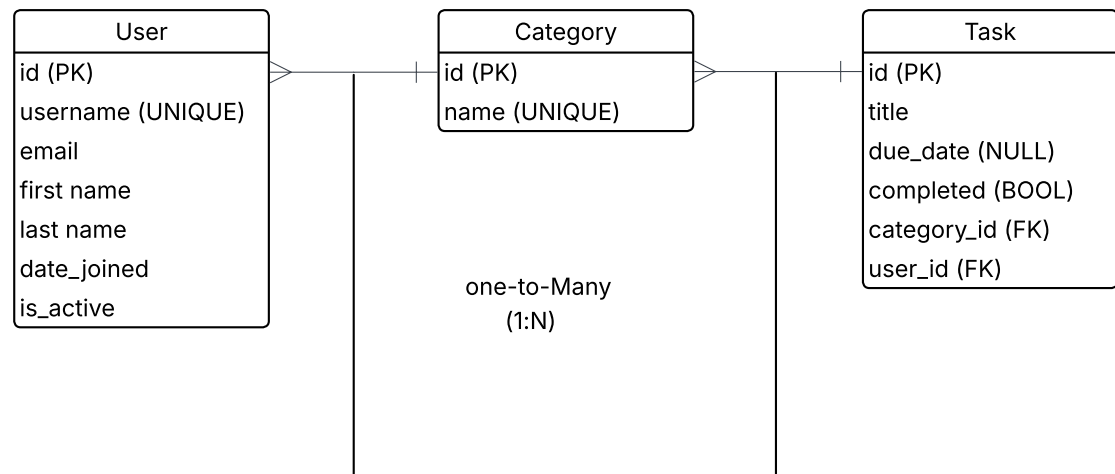 User
id (PK)
username (UNIQUE)
email
first name
last name
date_joined
is_active
Category
id (PK)
name (UNIQUE)
Task
id (PK)
title
due_date (NULL)
completed (BOOL)
category_id (FK)
user_id (FK)
one-to-Many
(1:N)